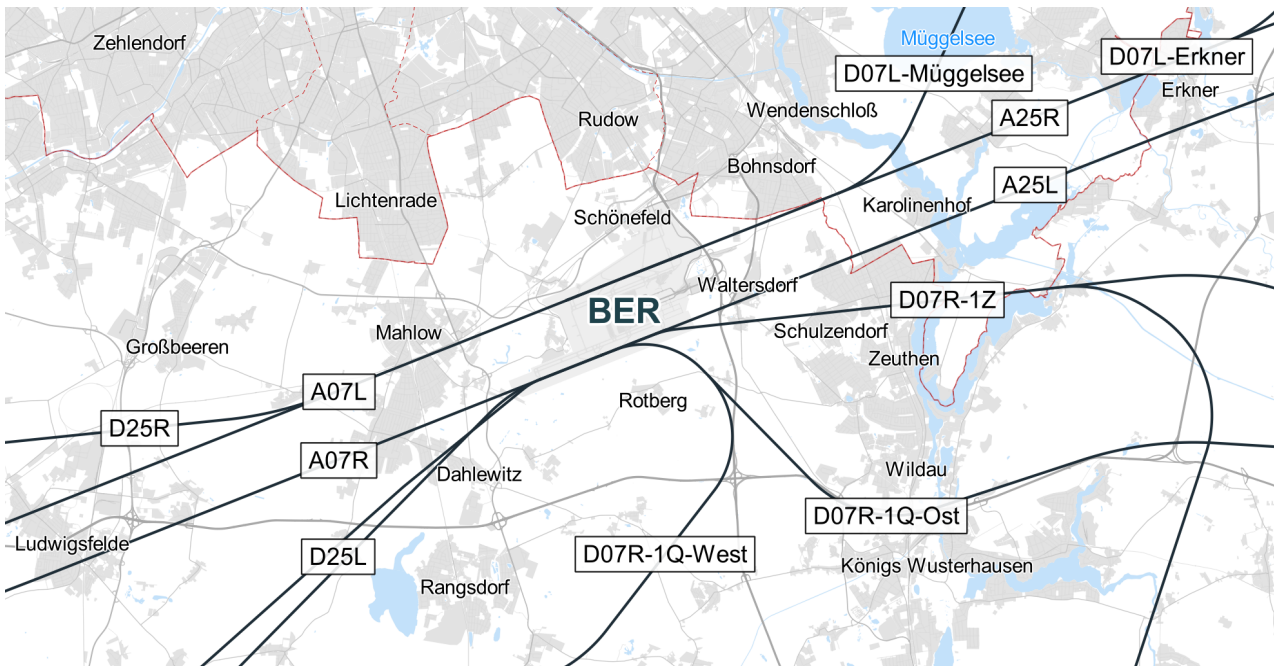 Zehlendorf
Müggelsee
D07L-Erkner
D07L-Müggelsee
Erkner
Wendenschloß
A25R
Rudow
Bohnsdorf
A25L
Lichtenrade
Karolinenhof
Schönefeld
Waltersdorf
D07R-1Z
BER
Mahlow
Schulzendorf
Großbeeren
Zeuthen
A07L
Rotberg
D25R
A07R
Dahlewitz
Wildau
D07R-1Q-Ost
Ludwigsfelde
D25L
D07R-1Q-West
Königs Wusterhausen
Rangsdorf